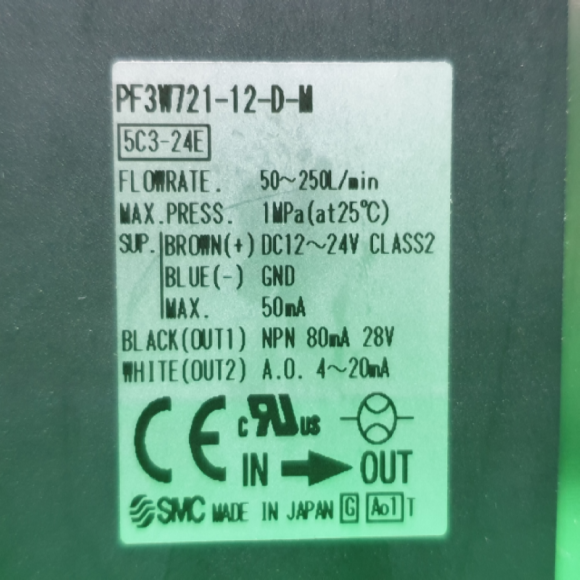 PF3W721-12-D-M
5C3-24E
FLOWRATE. 50~250L/min
MAX.PRESS. 1MPa(at25℃)
SUP. BROWN(+) DC12~24V CLASS2
BLUE(-) GND
MAX. 50mA
BLACK(OUT1) NPN 80mA 28V
WHITE(OUT2) A.O. 4~20mA
CE c RU us
IN → OUT
SMC MADE IN JAPAN G Ao1 T